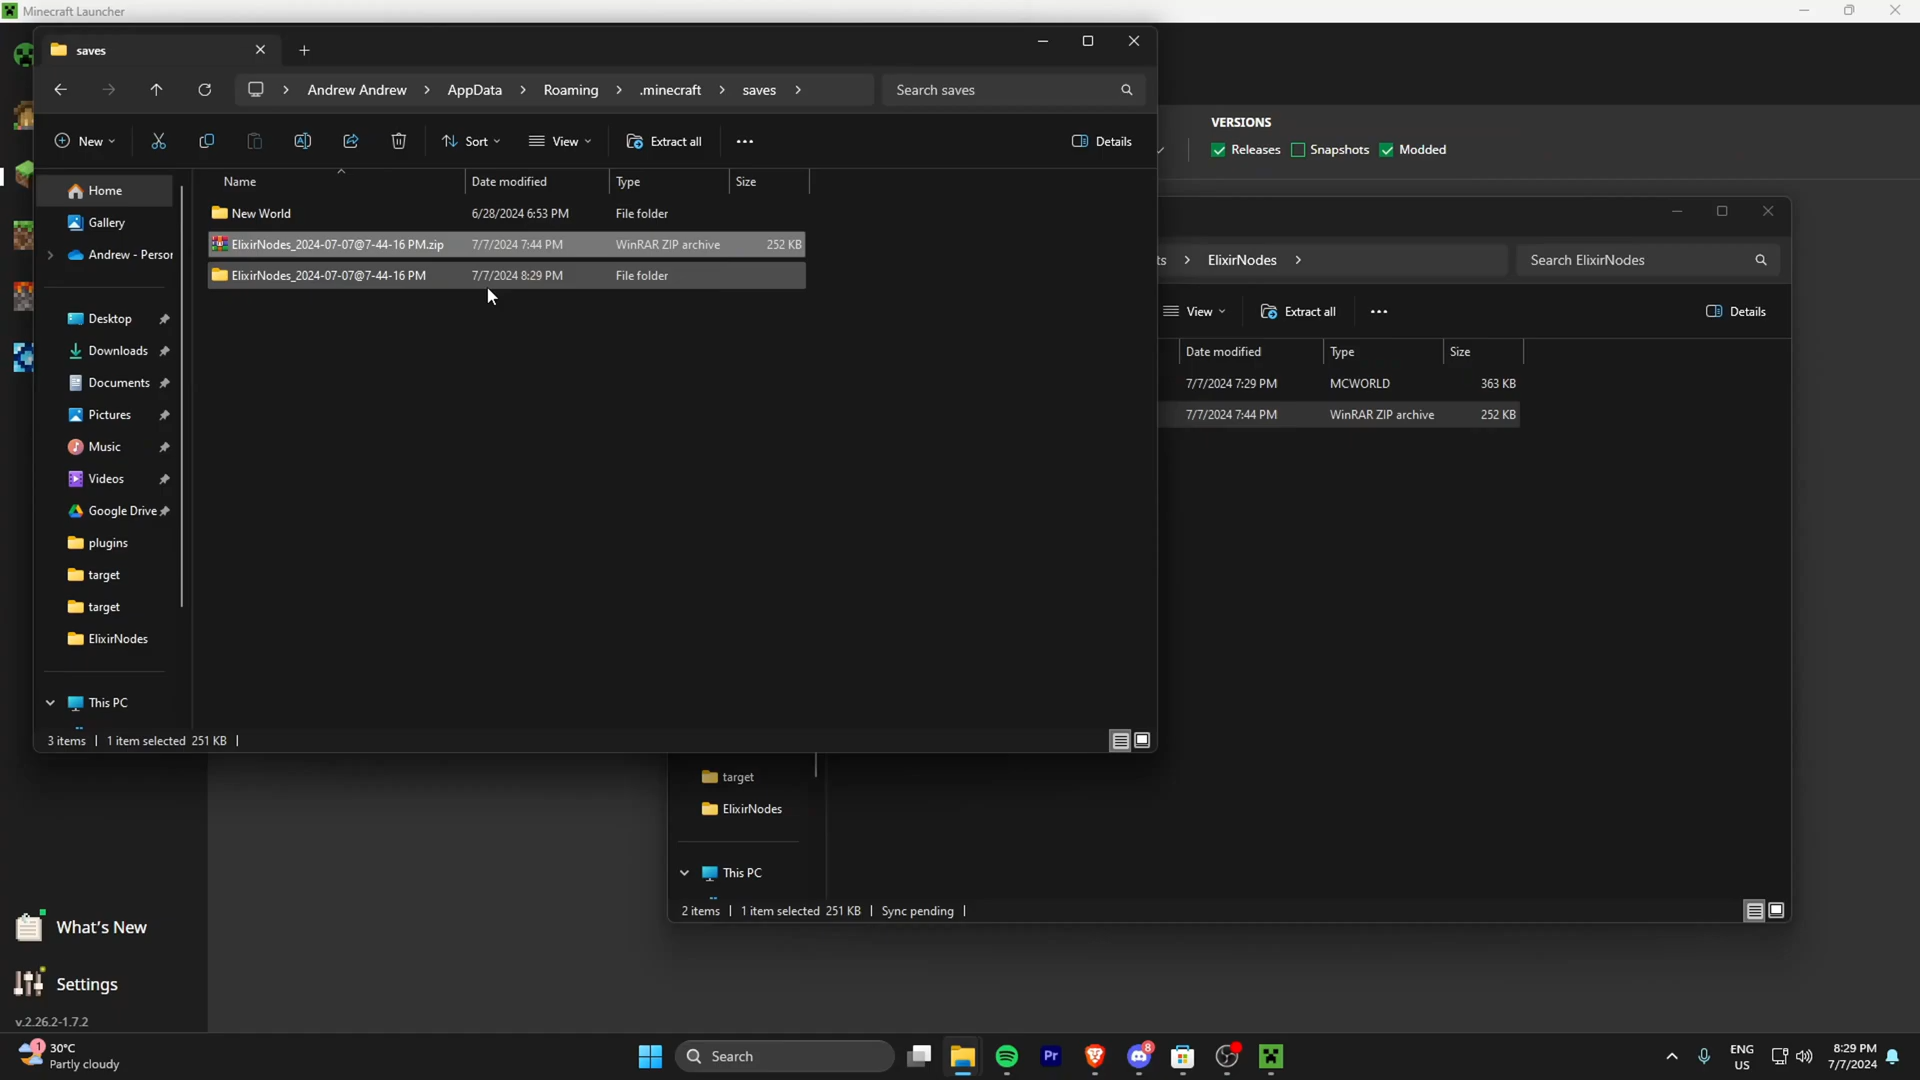 Minecraft Launcher
saves
Andrew Andrew
AppData
Roaming
.minecraft
saves
Search saves
New
Sort
View
Extract all
Details
Name
Date modified
Type
Size
New World
6/28/2024 6:53 PM
File folder
ElixirNodes_2024-07-07@7-44-16 PM.zip
7/7/2024 7:44 PM
WinRAR ZIP archive
252 KB
ElixirNodes_2024-07-07@7-44-16 PM
7/7/2024 8:29 PM
File folder
Home
Gallery
Andrew - Person
Desktop
Downloads
Documents
Pictures
Music
Videos
Google Drive
plugins
target
target
ElixirNodes
This PC
3 items
1 item selected 251 KB
VERSIONS
Releases
Snapshots
Modded
ts
ElixirNodes
Search ElixirNodes
View
Extract all
Details
Date modified
Type
Size
7/7/2024 7:29 PM
MCWORLD
363 KB
7/7/2024 7:44 PM
WinRAR ZIP archive
252 KB
target
ElixirNodes
This PC
2 items
1 item selected 251 KB
Sync pending
What's New
Settings
v.2.26.2-1.7.2
1
30°C
Partly cloudy
Search
Pr
8
ENG
US
8:29 PM
7/7/2024